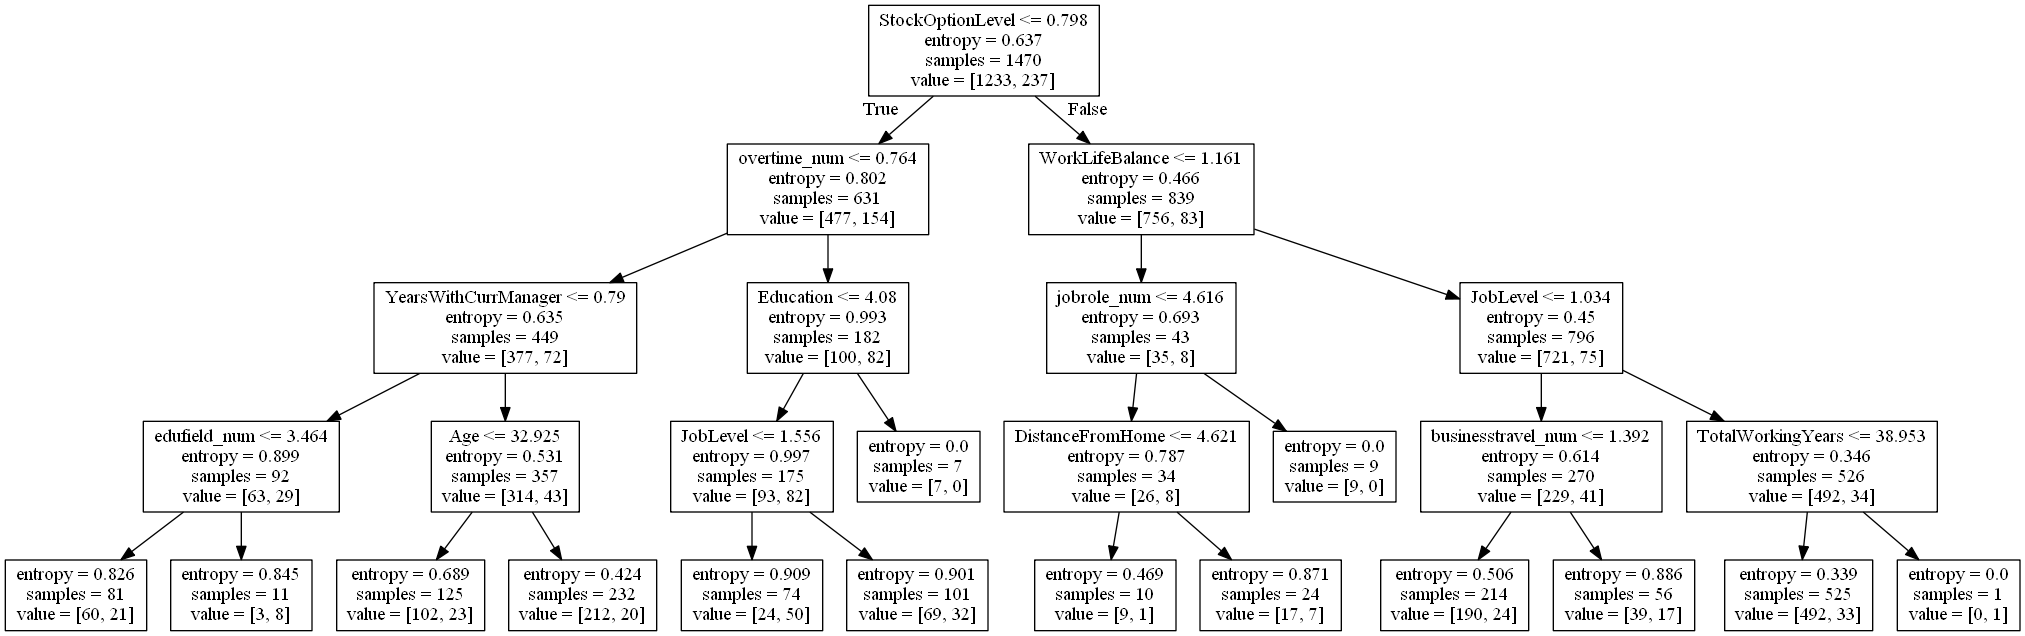 StockOptionLevel <= 0.798
entropy = 0.637
samples = 1470
value = [1233, 237]
True
False
overtime_num <= 0.764
entropy = 0.802
samples = 631
value = [477, 154]
WorkLifeBalance <= 1.161
entropy = 0.466
samples = 839
value = [756, 83]
YearsWithCurrManager <= 0.79
entropy = 0.635
samples = 449
value = [377, 72]
Education <= 4.08
entropy = 0.993
samples = 182
value = [100, 82]
jobrole_num <= 4.616
entropy = 0.693
samples = 43
value = [35, 8]
JobLevel <= 1.034
entropy = 0.45
samples = 796
value = [721, 75]
edufield_num <= 3.464
entropy = 0.899
samples = 92
value = [63, 29]
Age <= 32.925
entropy = 0.531
samples = 357
value = [314, 43]
JobLevel <= 1.556
entropy = 0.997
samples = 175
value = [93, 82]
entropy = 0.0
samples = 7
value = [7, 0]
DistanceFromHome <= 4.621
entropy = 0.787
samples = 34
value = [26, 8]
entropy = 0.0
samples = 9
value = [9, 0]
businesstravel_num <= 1.392
entropy = 0.614
samples = 270
value = [229, 41]
TotalWorkingYears <= 38.953
entropy = 0.346
samples = 526
value = [492, 34]
entropy = 0.826
samples = 81
value = [60, 21]
entropy = 0.845
samples = 11
value = [3, 8]
entropy = 0.689
samples = 125
value = [102, 23]
entropy = 0.424
samples = 232
value = [212, 20]
entropy = 0.909
samples = 74
value = [24, 50]
entropy = 0.901
samples = 101
value = [69, 32]
entropy = 0.469
samples = 10
value = [9, 1]
entropy = 0.871
samples = 24
value = [17, 7]
entropy = 0.506
samples = 214
value = [190, 24]
entropy = 0.886
samples = 56
value = [39, 17]
entropy = 0.339
samples = 525
value = [492, 33]
entropy = 0.0
samples = 1
value = [0, 1]